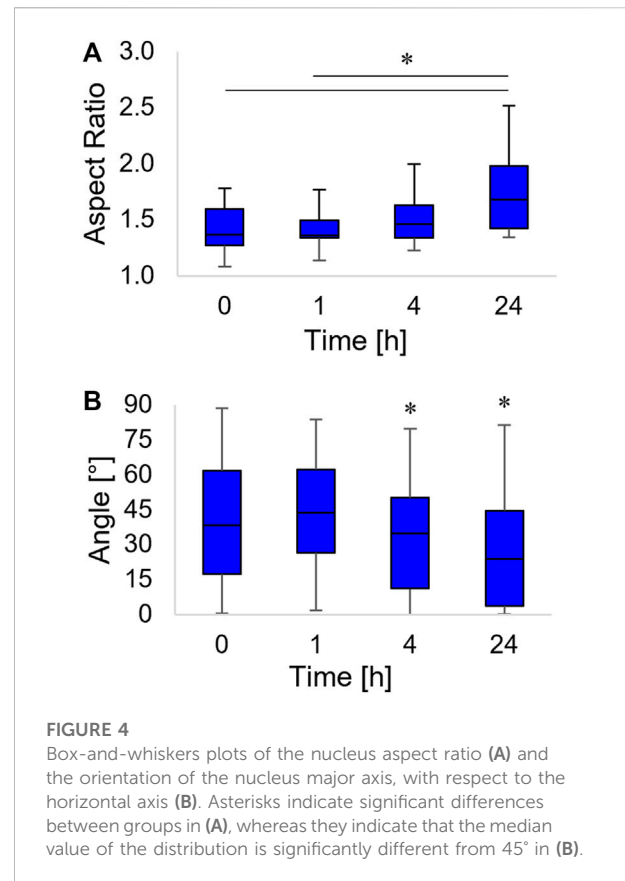 A
3.0
*
2.5
2.0
1.5
1.0
Aspect Ratio
0 1 4 24
Time [h]
B
90
* *
75
60
45
30
15
0
Angle [°]
0 1 4 24
Time [h]
FIGURE 4
Box-and-whiskers plots of the nucleus aspect ratio (A) and
the orientation of the nucleus major axis, with respect to the
horizontal axis (B). Asterisks indicate significant differences
between groups in (A), whereas they indicate that the median
value of the distribution is significantly different from 45° in (B).